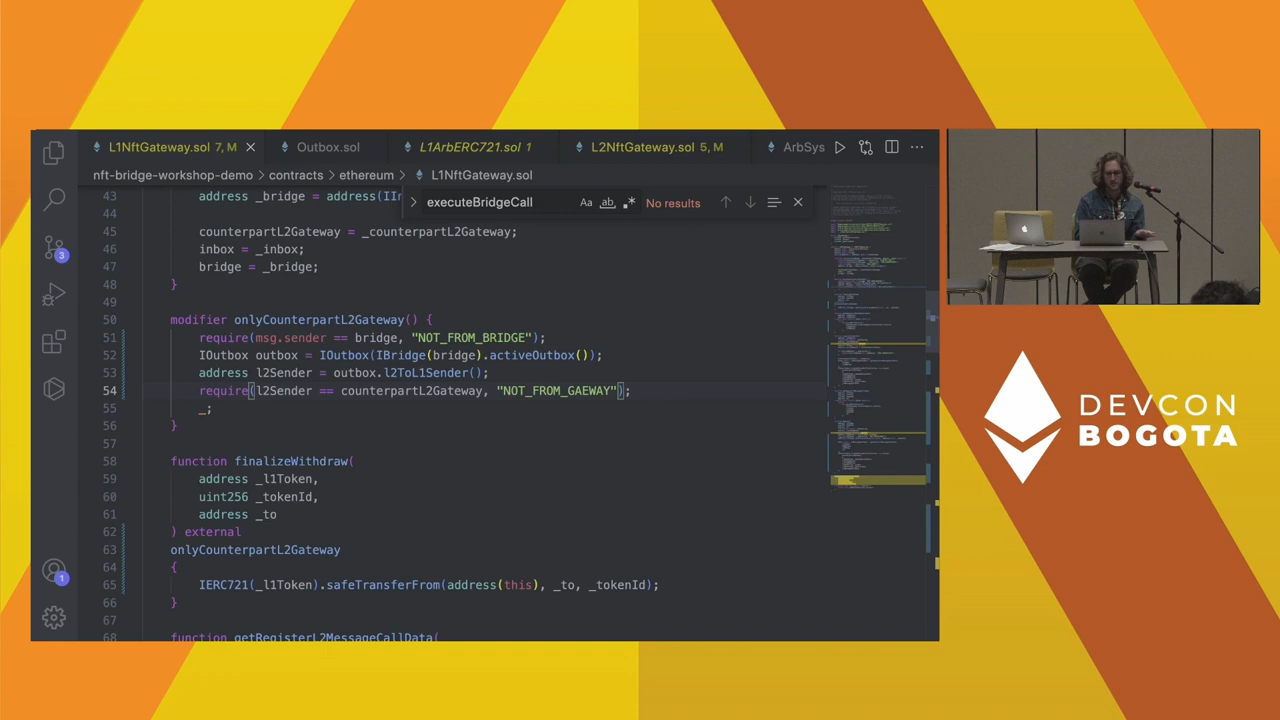 L1NftGateway.sol 7, M
Outbox.sol
L1ArbERC721.sol 1
L2NftGateway.sol 5, M
ArbSys
nft-bridge-workshop-demo > contracts > ethereum > L1NftGateway.sol
executeBridgeCall
Aa ab
No results
43 address _bridge = address(IIn
44
45 counterpartL2Gateway = _counterpartL2Gateway;
46 inbox = _inbox;
47 bridge = _bridge;
48 }
49
50 modifier onlyCounterpartL2Gateway() {
51 require(msg.sender == bridge, "NOT_FROM_BRIDGE");
52 IOutbox outbox = IOutbox(IBridge(bridge).activeOutbox());
53 address l2Sender = outbox.l2ToL1Sender();
54 require(l2Sender == counterpartL2Gateway, "NOT_FROM_GAEWAY");
55 _;
56 }
57
58 function finalizeWithdraw(
59 address _l1Token,
60 uint256 _tokenId,
61 address _to
62 ) external
63 onlyCounterpartL2Gateway
64 {
65 IERC721(_l1Token).safeTransferFrom(address(this), _to, _tokenId);
66 }
67
68 function getRegisterL2MessageCallData(
3
1
DEVCON
BOGOTA